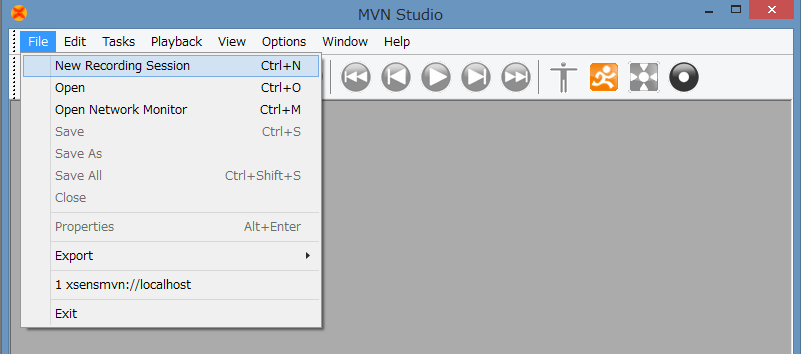 MVN Studio
File Edit Tasks Playback View Options Window Help
New Recording Session Ctrl+N
Open Ctrl+O
Open Network Monitor Ctrl+M
Save Ctrl+S
Save As
Save All Ctrl+Shift+S
Close
Properties Alt+Enter
Export
1 xsensmvn://localhost
Exit